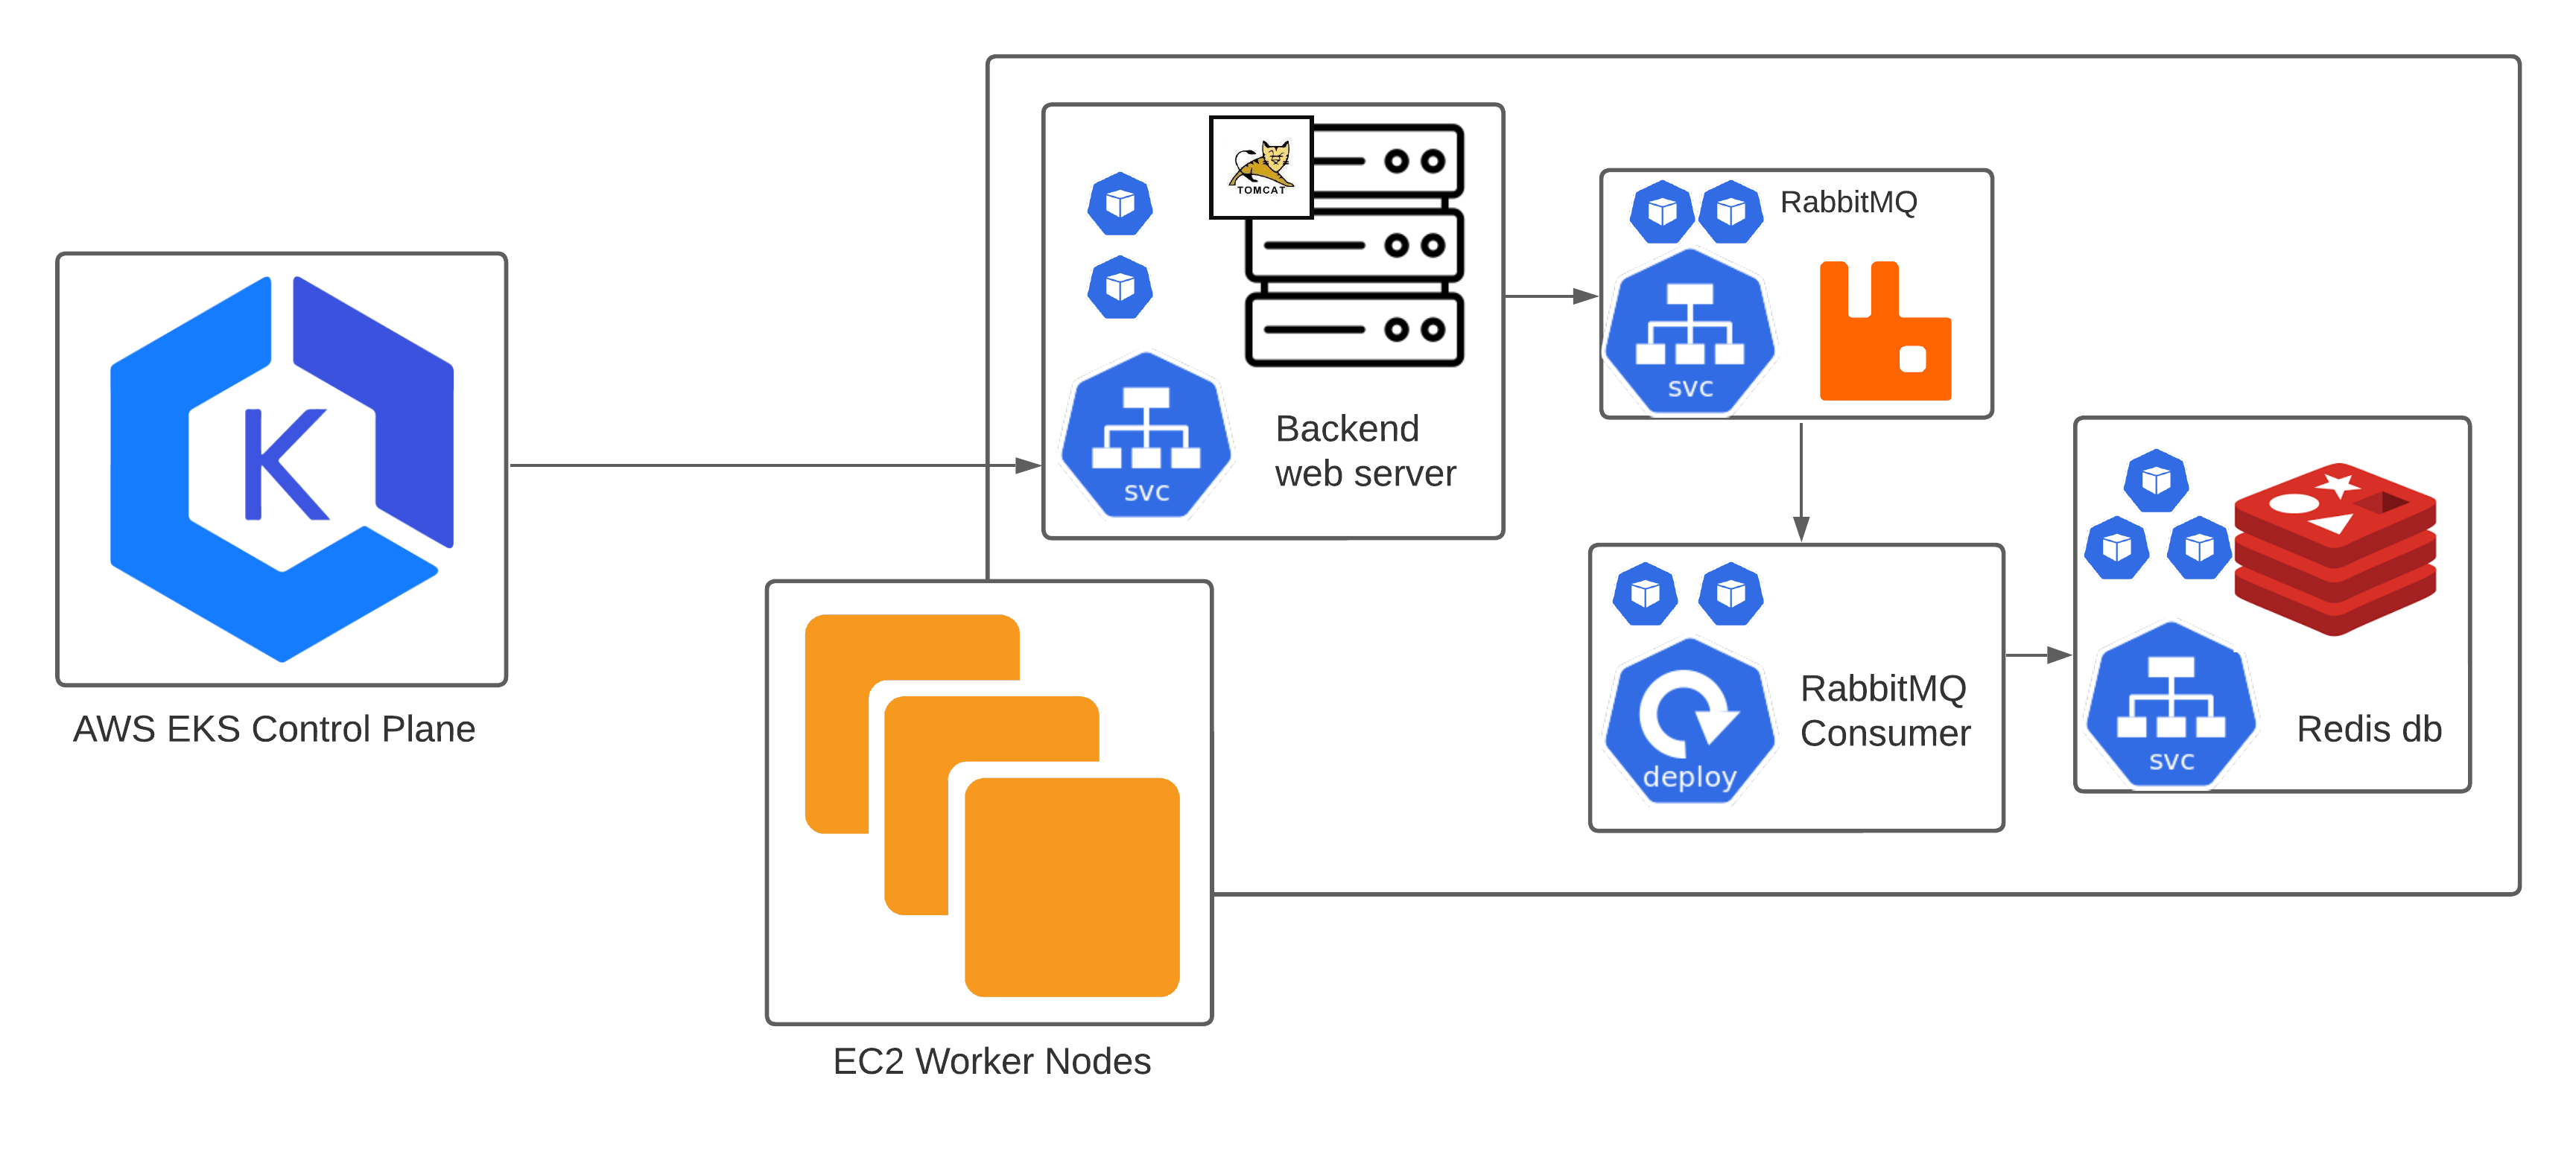 TOMCAT
RabbitMQ
svc
Backend
web server
svc
K
AWS EKS Control Plane
RabbitMQ
Consumer
deploy
Redis db
svc
EC2 Worker Nodes